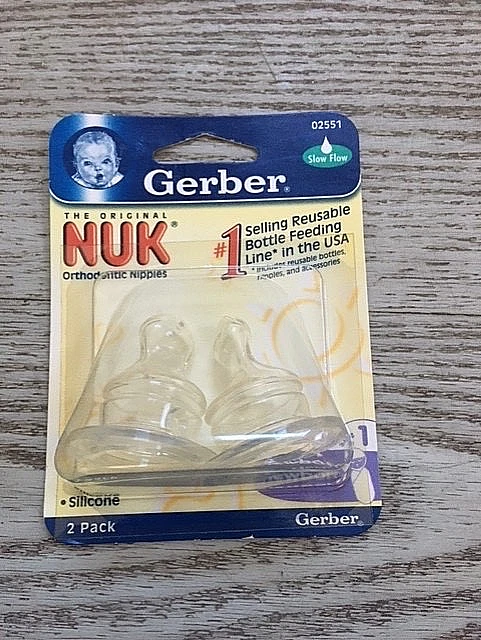 02551
Slow Flow
Gerber®
THE ORIGINAL
NUK®
Orthodontic Nipples
#1 Selling Reusable
Bottle Feeding
Line* in the USA
* includes reusable bottles,
nipples, and accessories
1
• Silicone
2 Pack
Gerber®